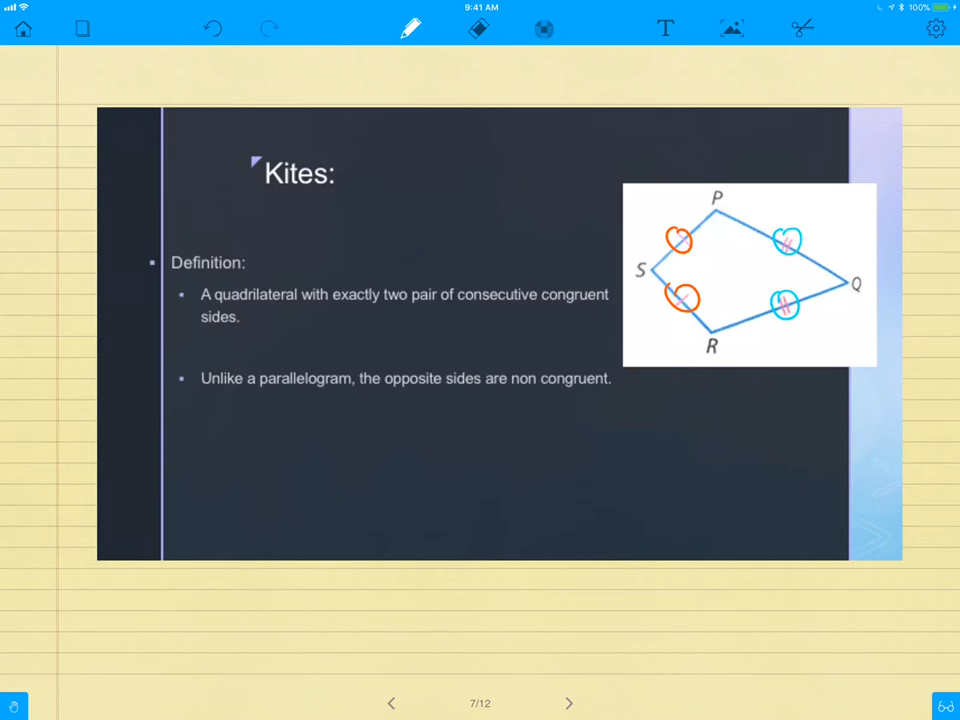 9:41 AM
100%
T
Kites:
Definition:
A quadrilateral with exactly two pair of consecutive congruent
sides.
Unlike a parallelogram, the opposite sides are non congruent.
P
S
Q
R
7/12